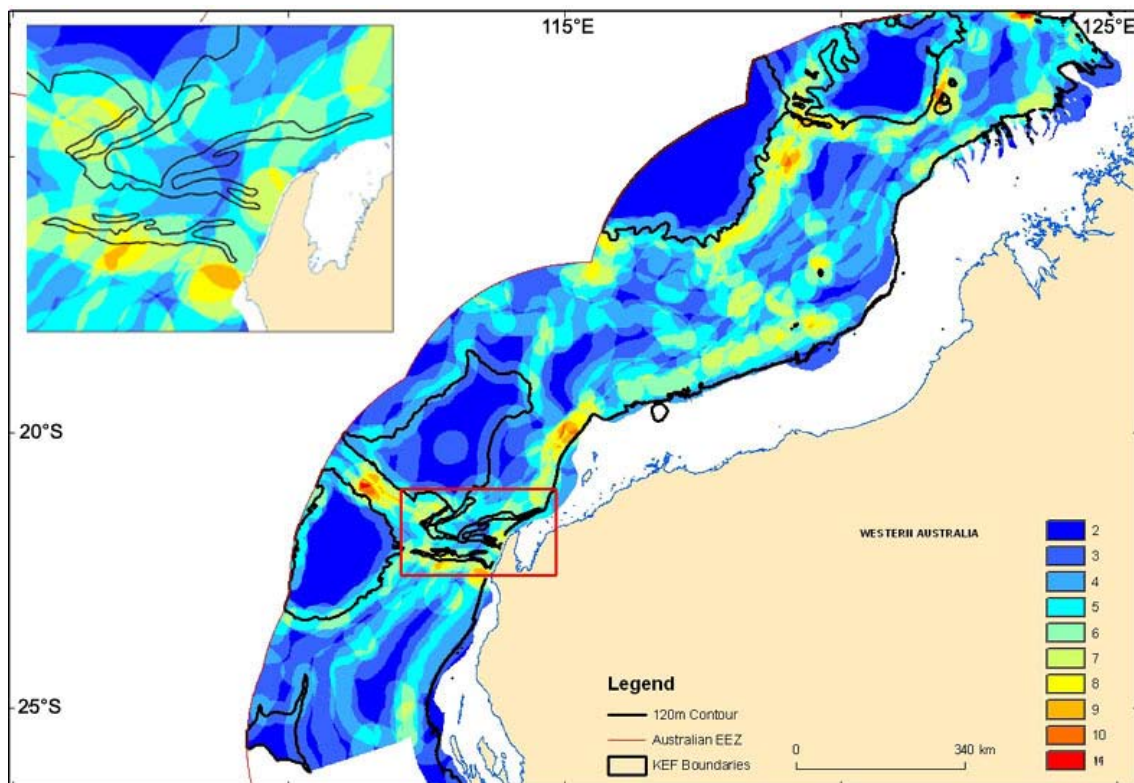 115°E
125°E
20°S
25°S
WESTERN AUSTRALIA
Legend
120m Contour
Australian EEZ
KEF Boundaries
0 340 km
2
3
4
5
6
7
8
9
10